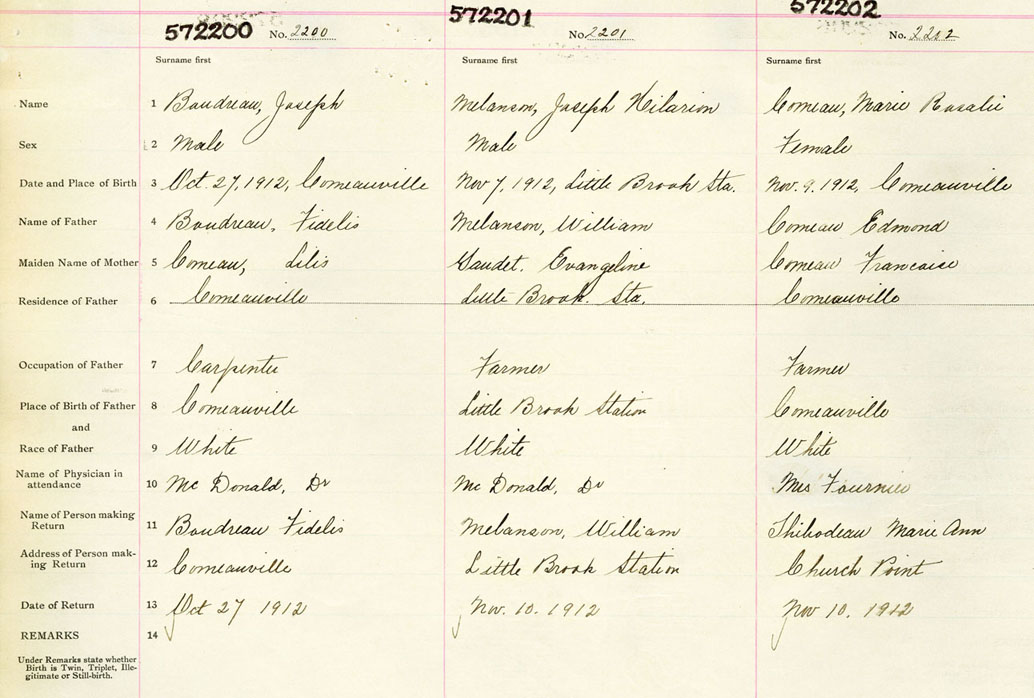 572200 No. 2200 572201 No. 2201 572202 No. 2202
Surname first Surname first Surname first
Name 1 Boudreau, Joseph Melanson, Joseph Hilarion Comeau, Marie Rosalie
Sex 2 Male Male Female
Date and Place of Birth 3 Oct. 27, 1912, Comeauville Nov 7, 1912, Little Brook Sta. Nov. 9. 1912, Comeauville
Name of Father 4 Boudreau, Fidelis Melanson, William Comeau Edmond
Maiden Name of Mother 5 Comeau, Lilis Gaudet. Evangeline Comeau Francaise
Residence of Father 6 Comeauville Little Brook. Sta. Comeauville
Occupation of Father 7 Carpenter Farmer Farmer
Place of Birth of Father 8 Comeauville Little Brook Station Comeauville
and
Race of Father 9 White White White
Name of Physician in
attendance 10 Mc Donald, Dr Mc Donald, Dr Mrs Fournier
Name of Person making
Return 11 Boudreau Fidelis Melanson, William Thibodeau Marie Ann
Address of Person mak-
ing Return 12 Comeauville Little Brook Station Church Point
Date of Return 13 Oct 27 1912 Nov. 10. 1912 Nov 10. 1912
REMARKS 14
Under Remarks state whether
Birth is Twin, Triplet, Ille-
gitimate or Still-birth.